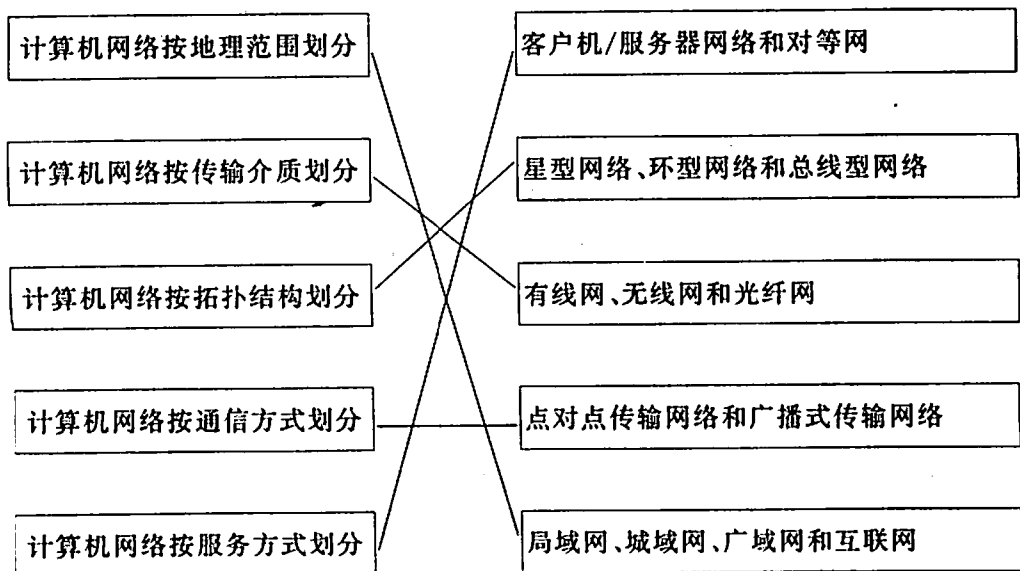 计算机网络按地理范围划分
客户机/服务器网络和对等网
计算机网络按传输介质划分
星型网络、环型网络和总线型网络
计算机网络按拓扑结构划分
有线网、无线网和光纤网
计算机网络按通信方式划分
点对点传输网络和广播式传输网络
计算机网络按服务方式划分
局域网、城域网、广域网和互联网